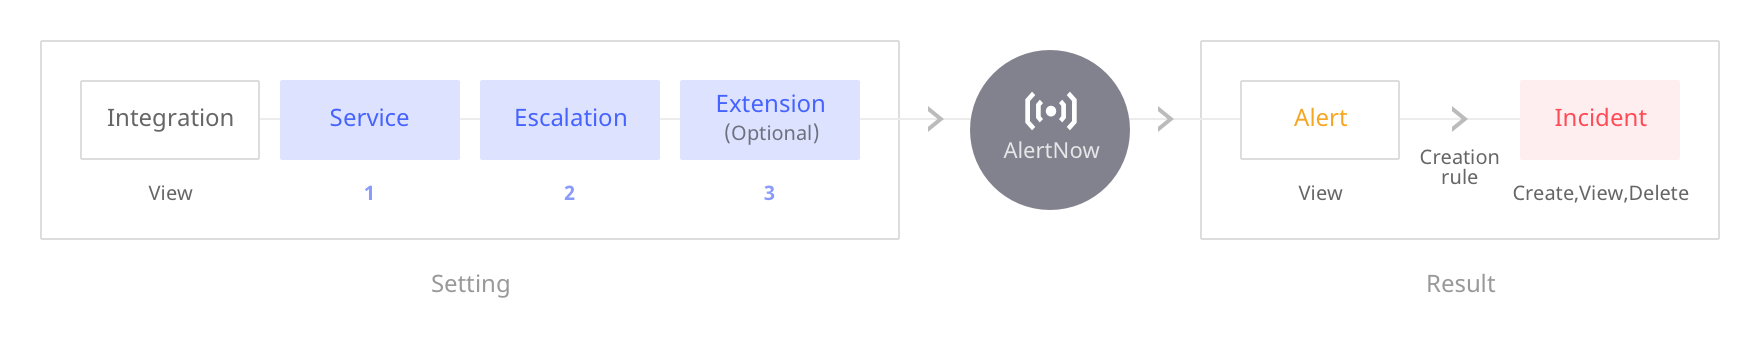 Integration
View
Service
1
Escalation
2
Extension
(Optional)
3
Setting
AlertNow
Alert
View
Creation
rule
Incident
Create,View,Delete
Result